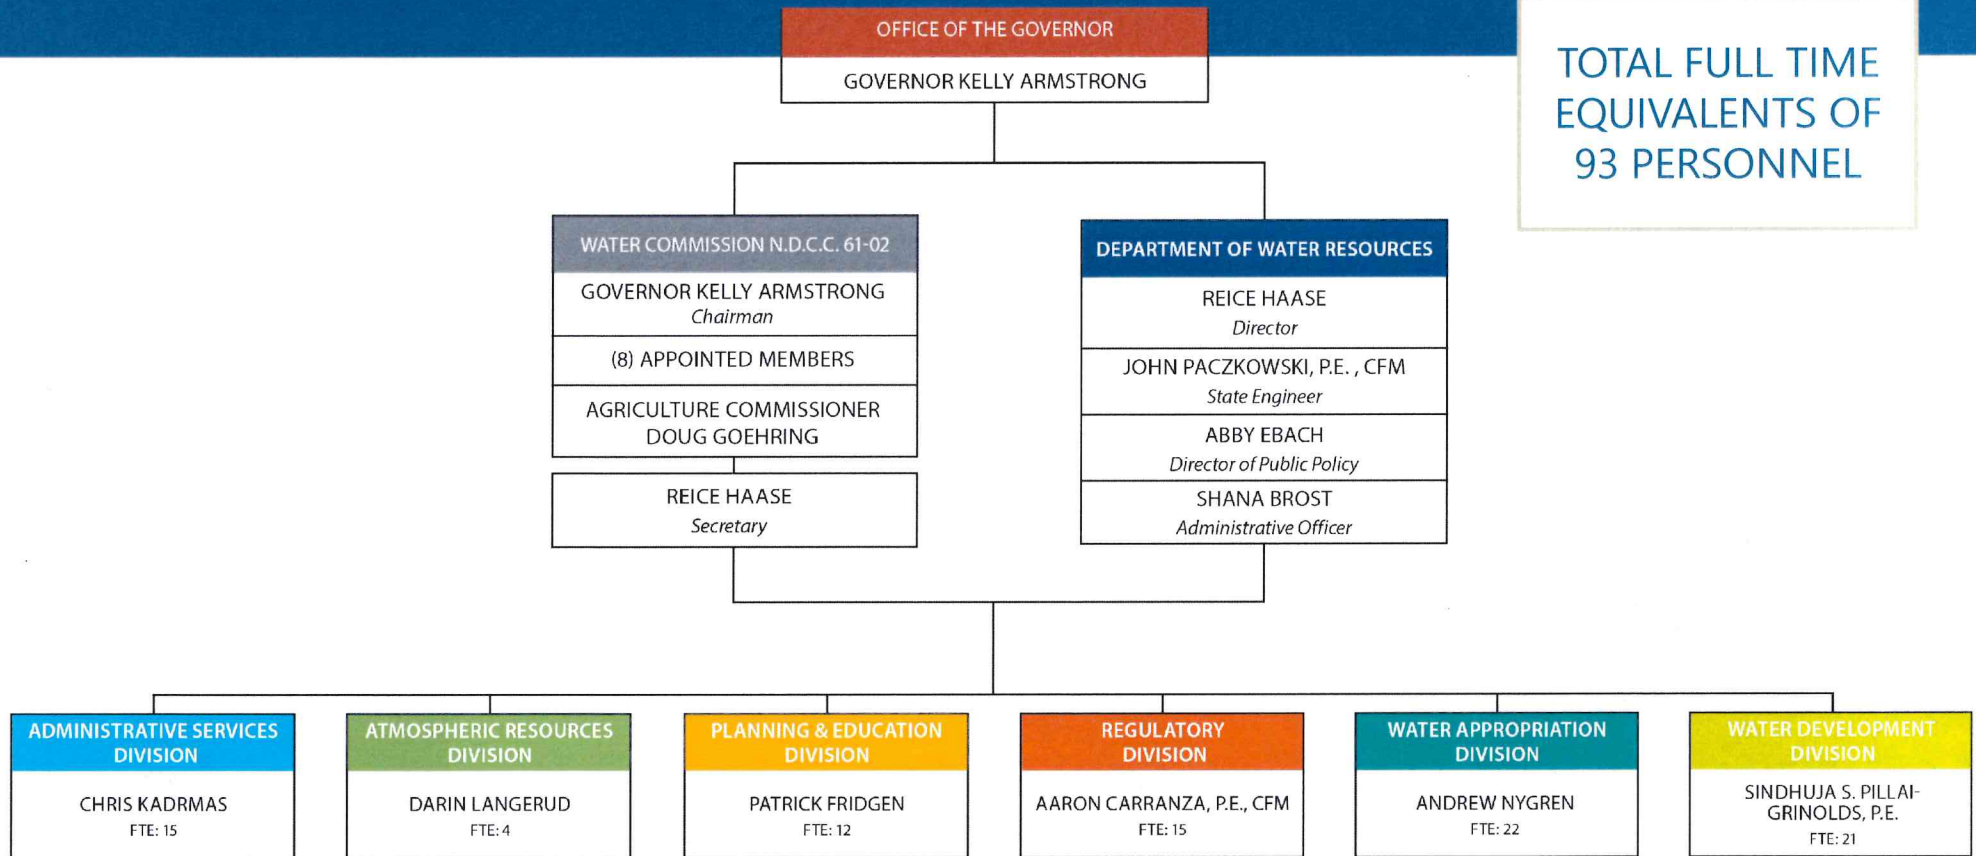 OFFICE OF THE GOVERNOR
GOVERNOR KELLY ARMSTRONG
TOTAL FULL TIME
EQUIVALENTS OF
93 PERSONNEL
WATER COMMISSION N.D.C.C. 61-02
GOVERNOR KELLY ARMSTRONG
Chairman
(8) APPOINTED MEMBERS
AGRICULTURE COMMISSIONER
DOUG GOEHRING
REICE HAASE
Secretary
DEPARTMENT OF WATER RESOURCES
REICE HAASE
Director
JOHN PACZKOWSKI, P.E. , CFM
State Engineer
ABBY EBACH
Director of Public Policy
SHANA BROST
Administrative Officer
ADMINISTRATIVE SERVICES
DIVISION
CHRIS KADRMAS
FTE: 15
ATMOSPHERIC RESOURCES
DIVISION
DARIN LANGERUD
FTE: 4
PLANNING & EDUCATION
DIVISION
PATRICK FRIDGEN
FTE: 12
REGULATORY
DIVISION
AARON CARRANZA, P.E., CFM
FTE: 15
WATER APPROPRIATION
DIVISION
ANDREW NYGREN
FTE: 22
WATER DEVELOPMENT
DIVISION
SINDHUJA S. PILLAI-
GRINOLDS, P.E.
FTE: 21